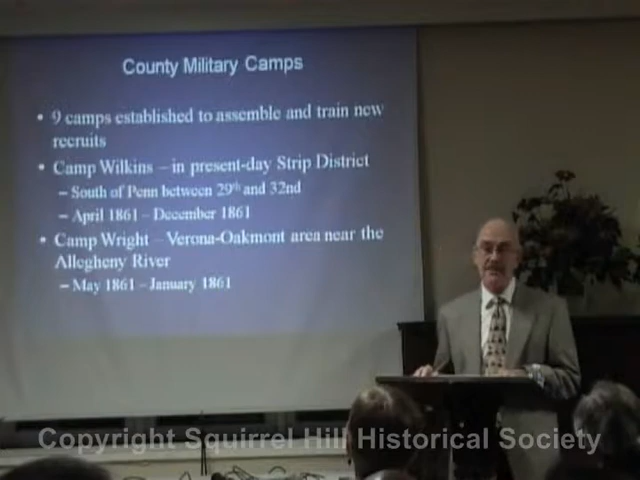 County Military Camps
• 9 camps established to assemble and train new
recruits
• Camp Wilkins – in present-day Strip District
– South of Penn between 29th and 32nd
– April 1861 – December 1861
• Camp Wright – Verona-Oakmont area near the
Allegheny River
– May 1861 – January 1861
Copyright Squirrel Hill Historical Society